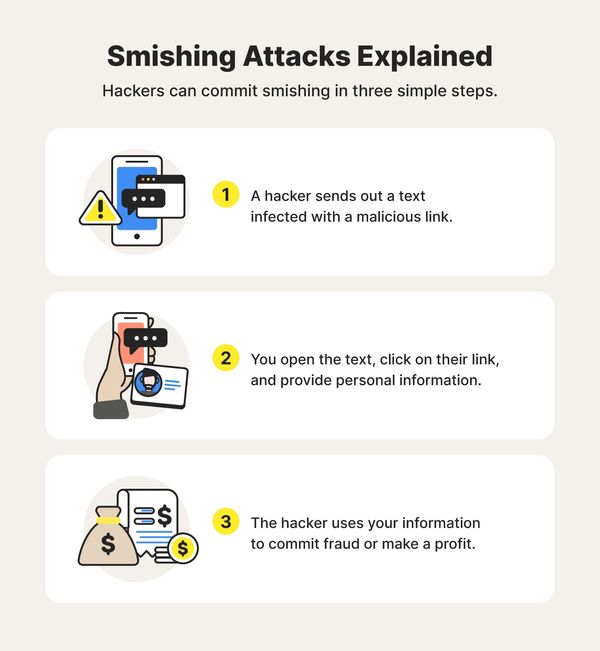 Smishing Attacks Explained
Hackers can commit smishing in three simple steps.
1
A hacker sends out a text
infected with a malicious link.
2
You open the text, click on their link,
and provide personal information.
$
$
$
3
The hacker uses your information
to commit fraud or make a profit.